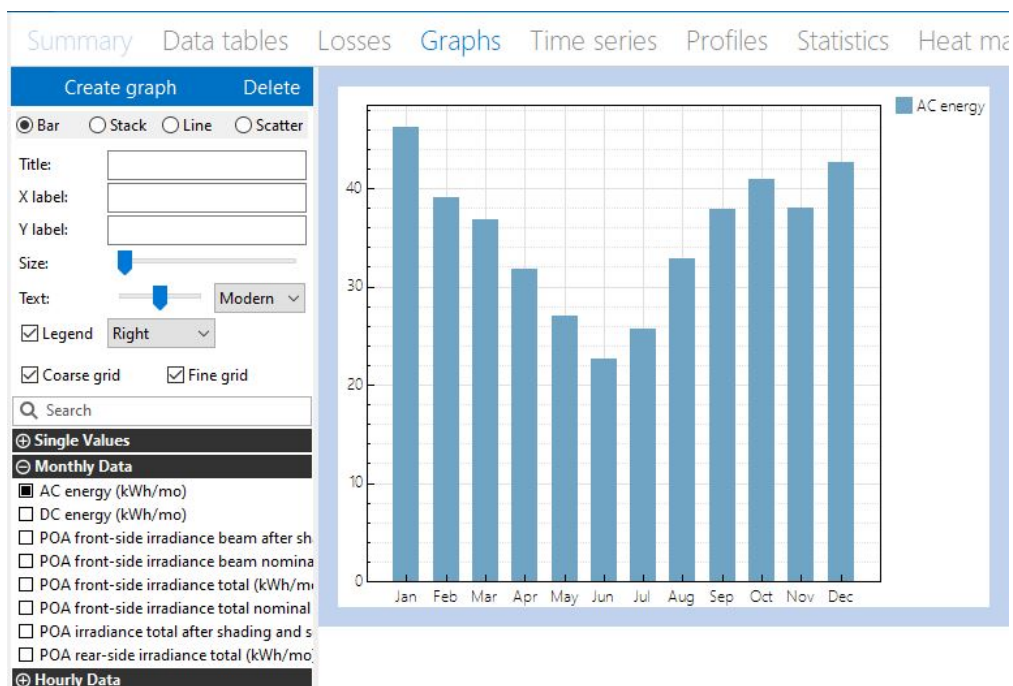 Summary Data tables Losses Graphs Time series Profiles Statistics Heat ma
Create graph Delete
Bar Stack Line Scatter
Title:
X label:
Y label:
Size:
Text: Modern
Legend Right
Coarse grid Fine grid
Search
Single Values
Monthly Data
AC energy (kWh/mo)
DC energy (kWh/mo)
POA front-side irradiance beam after sh
POA front-side irradiance beam nomina
POA front-side irradiance total (kWh/m
POA front-side irradiance total nominal
POA irradiance total after shading and s
POA rear-side irradiance total (kWh/mo
Hourly Data
AC energy
40
30
20
10
0
Jan Feb Mar Apr May Jun Jul Aug Sep Oct Nov Dec